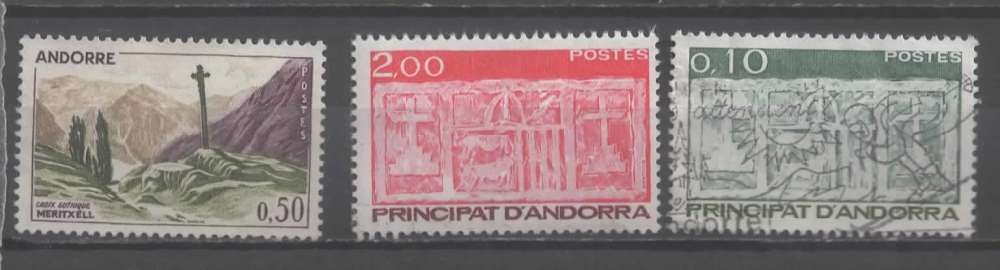 ANDORRE
POSTES
CROIX GOTHIQUE
MERITXELL
0,50
2,00
POSTES
PRINCIPAT D'ANDORRA
0,10
POSTES
PRINCIPAT D'ANDORRA